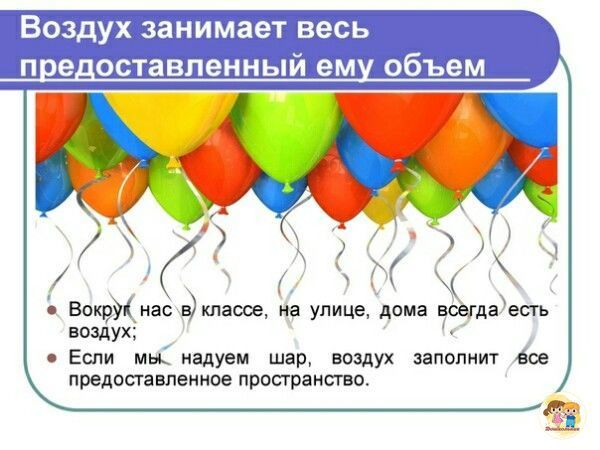 Воздух занимает весь
предоставленный ему объем
Вокруг нас в классе, на улице, дома всегда есть
воздух;
Если мы надуем шар, воздух заполнит все
предоставленное пространство.
Дошкольник